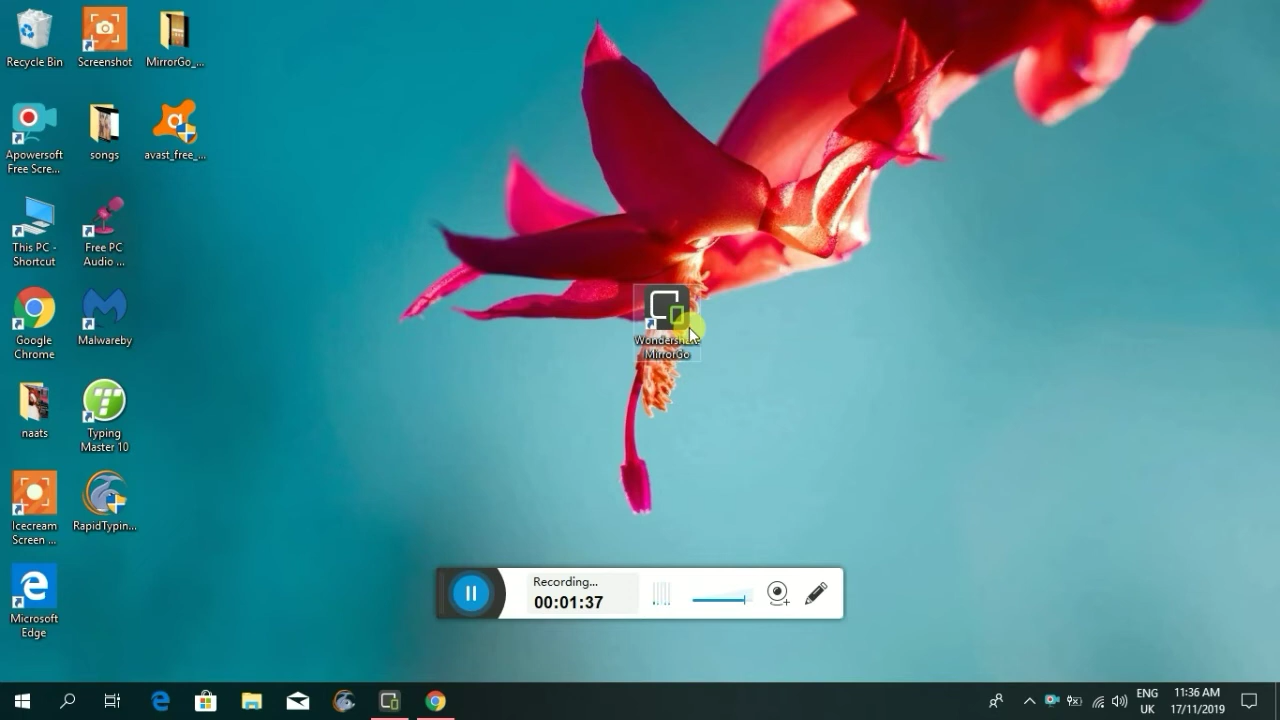 Recycle Bin
Screenshot
MirrorGo_...
Apowersoft
Free Scre...
songs
avast_free_...
This PC -
Shortcut
Free PC
Audio ...
Google
Chrome
Malwareby
naats
Typing
Master 10
Icecream
Screen ...
RapidTypin...
Microsoft
Edge
MirrorGo
Recording...
00:01:37
ENG
UK
11:36 AM
17/11/2019